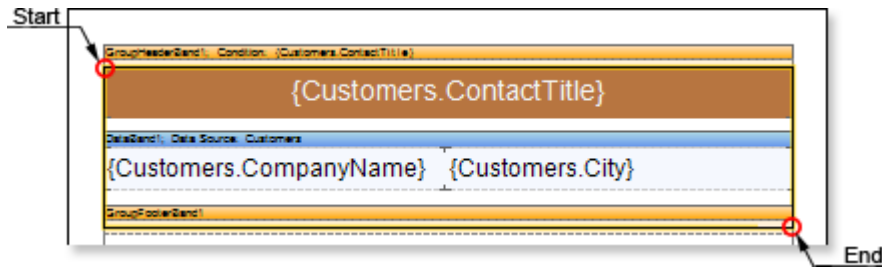 Start
GroupHeaderBand1; Condition: {Customers.ContactTitle}
{Customers.ContactTitle}
DataBand1; Data Source: Customers
{Customers.CompanyName} {Customers.City}
GroupFooterBand1
End